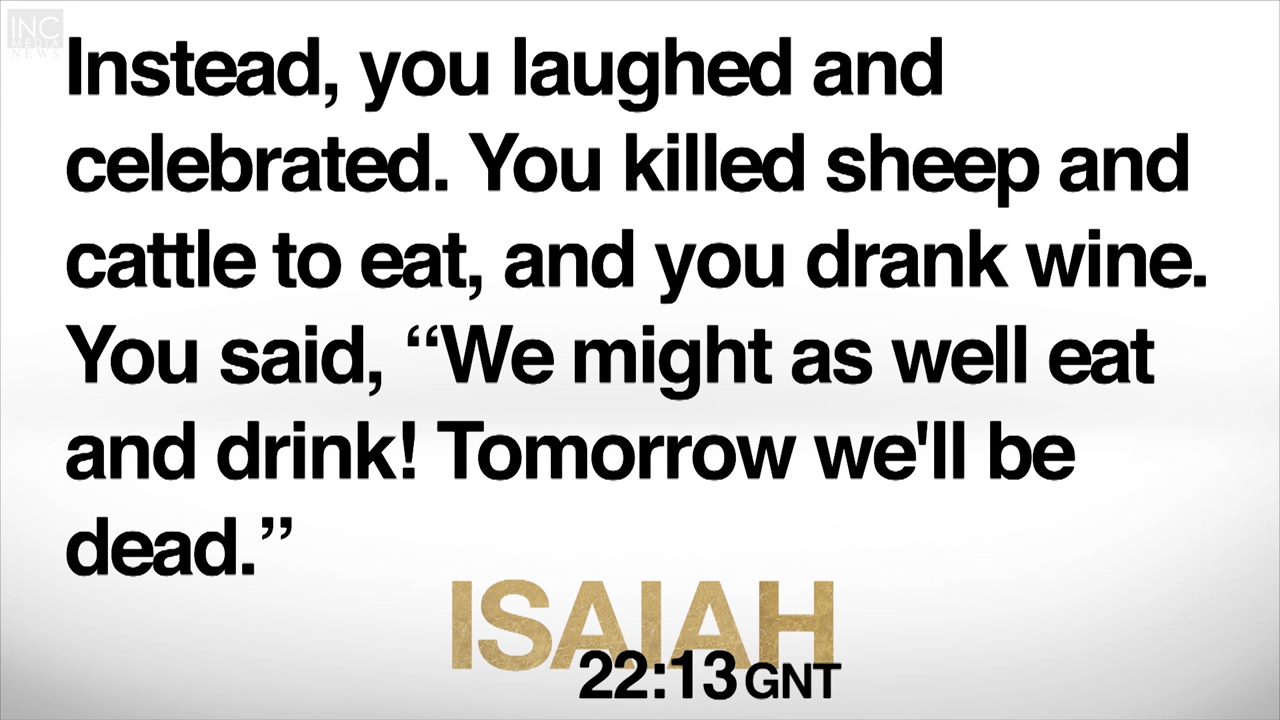 INC
MEDIA
NEWS
Instead, you laughed and
celebrated. You killed sheep and
cattle to eat, and you drank wine.
You said, “We might as well eat
and drink! Tomorrow we'll be
dead.”
ISAIAH
22:13 GNT